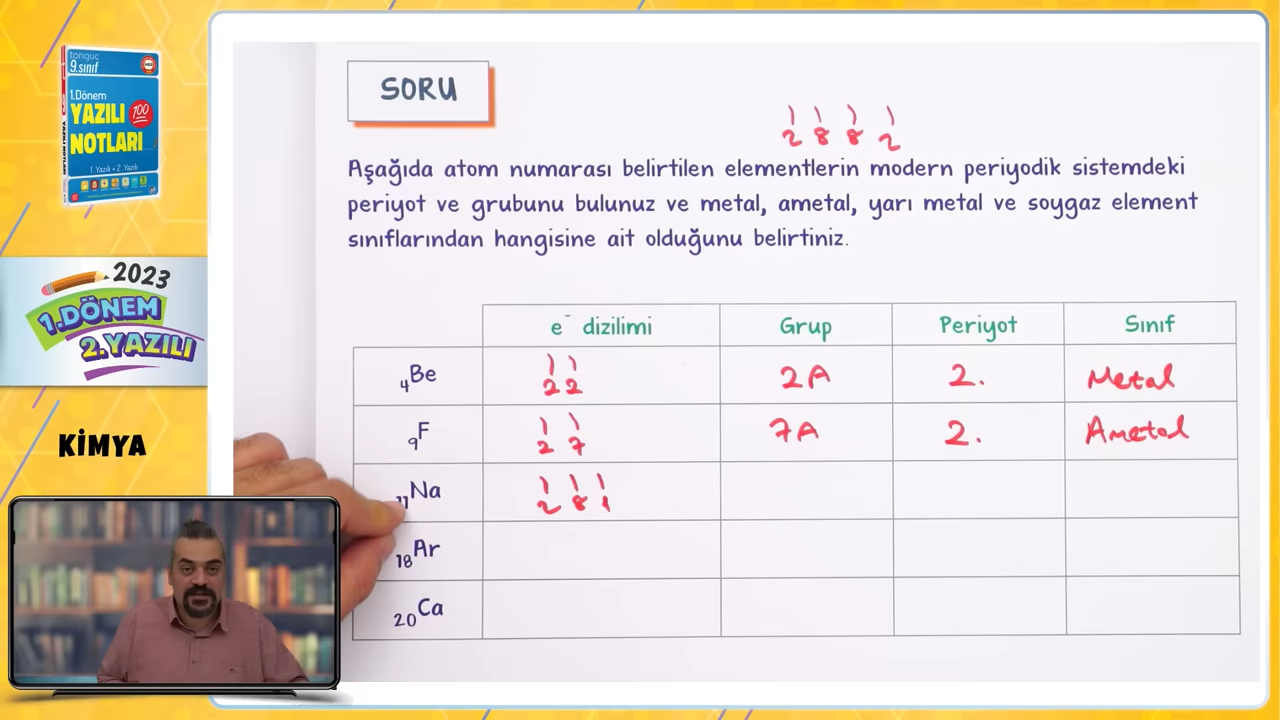 tonguç
9.sınıf
1.Dönem
YAZILI 100
NOTLARI
1.Yazılı • 2.Yazılı
YAZILI NOTLARI
2023
1.DÖNEM
2.YAZILI
KİMYA
SORU
2 8 8 2
Aşağıda atom numarası belirtilen elementlerin modern periyodik sistemdeki
periyot ve grubunu bulunuz ve metal, ametal, yarı metal ve soygaz element
sınıflarından hangisine ait olduğunu belirtiniz.
e⁻ dizilimi Grup Periyot Sınıf
₄Be 2 2 2A 2. Metal
₉F 2 7 7A 2. Ametal
₁₁Na 2 8 1
₁₈Ar
₂₀Ca